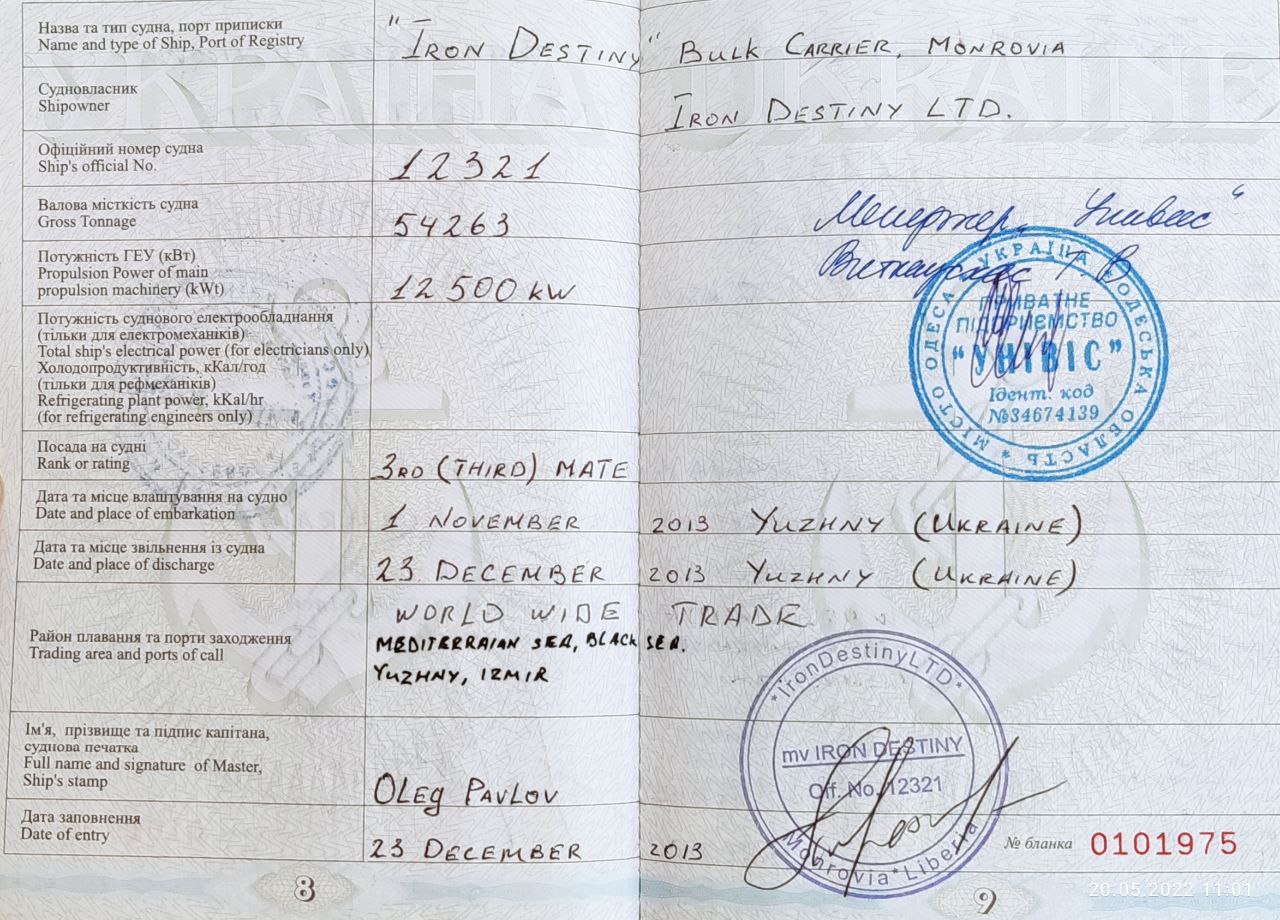 Назва та тип судна, порт приписки
Name and type of Ship, Port of Registry
"IRON DESTINY" BULK CARRIER, MONROVIA
Судновласник
Shipowner
IRON DESTINY LTD.
Офіційний номер судна
Ship's official No.
12321
Валова місткість судна
Gross Tonnage
54263
Менеджер „Унивис“
Т. В
Потужність ГЕУ (кВт)
Propulsion Power of main
propulsion machinery (kWt)
12 500 kW
УКРАЇНА * ОДЕСЬКА ОБЛАСТЬ * МІСТО ОДЕСА *
ПРИВАТНЕ
ПІДПРИЄМСТВО
"УНІВІС"
Ідент. код
№34674139
Потужність суднового електрообладнання
(тільки для електромеханіків)
Total ship's electrical power (for electricians only)
Холодопродуктивність, кКал/год
(тільки для рефмеханіків)
Refrigerating plant power, kKal/hr
(for refrigerating engineers only)
Посада на судні
Rank or rating
3RD (THIRD) MATE
Дата та місце влаштування на судно
Date and place of embarkation
1 NOVEMBER 2013 YUZHNY (UKRAINE)
Дата та місце звільнення із судна
Date and place of discharge
23 DECEMBER 2013 YUZHNY (UKRAINE)
Район плавання та порти заходження
Trading area and ports of call
WORLD WIDE TRADE
MEDITERRAIAN SEA, BLACK SEA.
YUZHNY, IZMIR
Ім'я, прізвище та підпис капітана,
суднова печатка
Full name and signature of Master,
Ship's stamp
OLEg PAVLOV
*IronDestinyLTD*
mv IRON DESTINY
Off. No. 12321
Monrovia*Liberia
Дата заповнення
Date of entry
23 DECEMBER 2013
№ бланка 0101975
8
9
20.05.2022 11:01